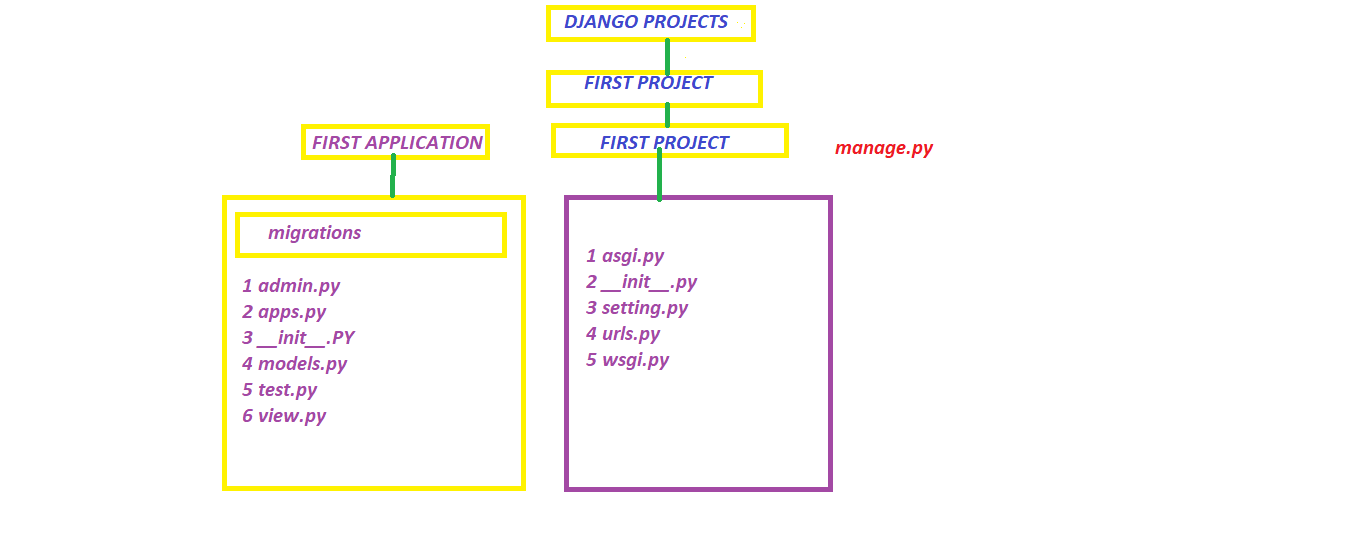 DJANGO PROJECTS
FIRST PROJECT
FIRST APPLICATION
FIRST PROJECT
manage.py
migrations
1 admin.py
2 apps.py
3 __init__.PY
4 models.py
5 test.py
6 view.py
1 asgi.py
2 __init__.py
3 setting.py
4 urls.py
5 wsgi.py